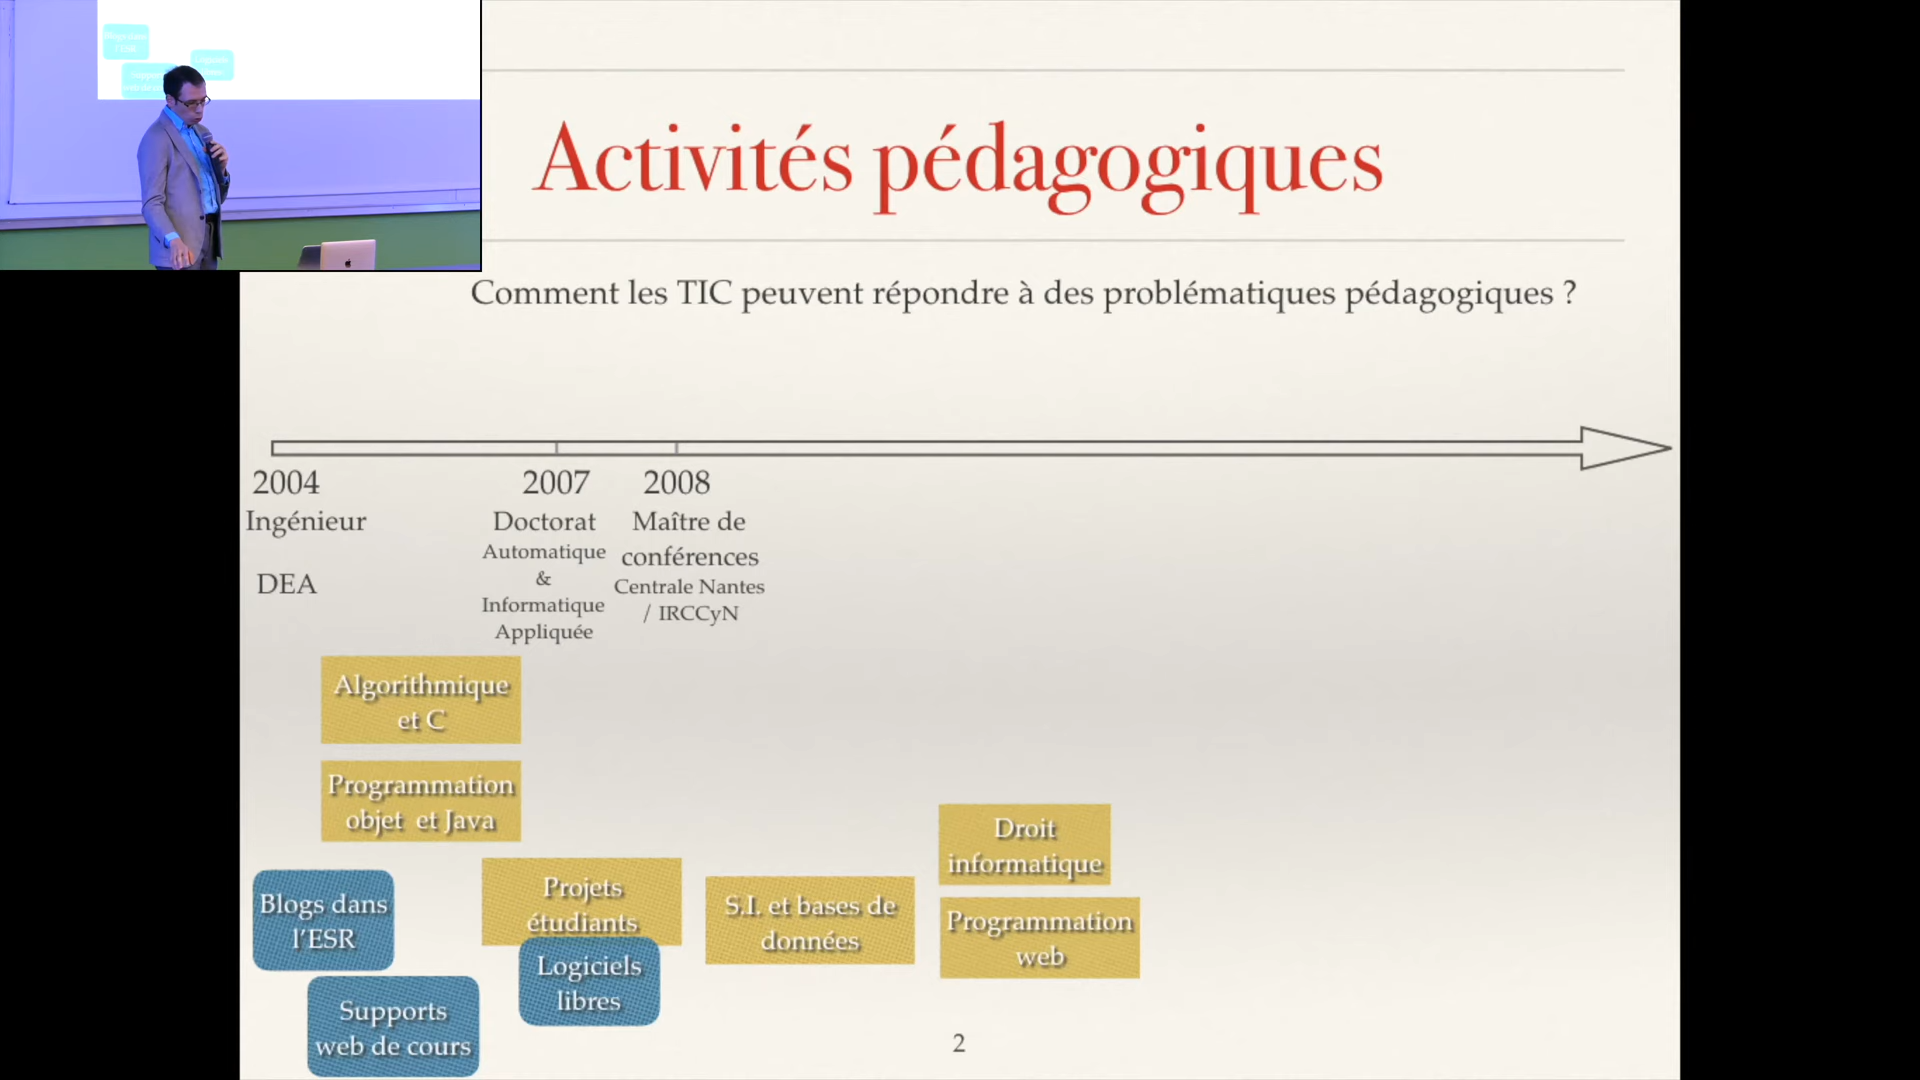 Activités pédagogiques
Comment les TIC peuvent répondre à des problématiques pédagogiques ?
2004
Ingénieur
DEA
2007
Doctorat
Automatique
&
Informatique
Appliquée
2008
Maître de
conférences
Centrale Nantes
/ IRCCyN
Algorithmique
et C
Programmation
objet et Java
Blogs dans
l'ESR
Supports
web de cours
Projets
étudiants
Logiciels
libres
S.I. et bases de
données
Droit
informatique
Programmation
web
2